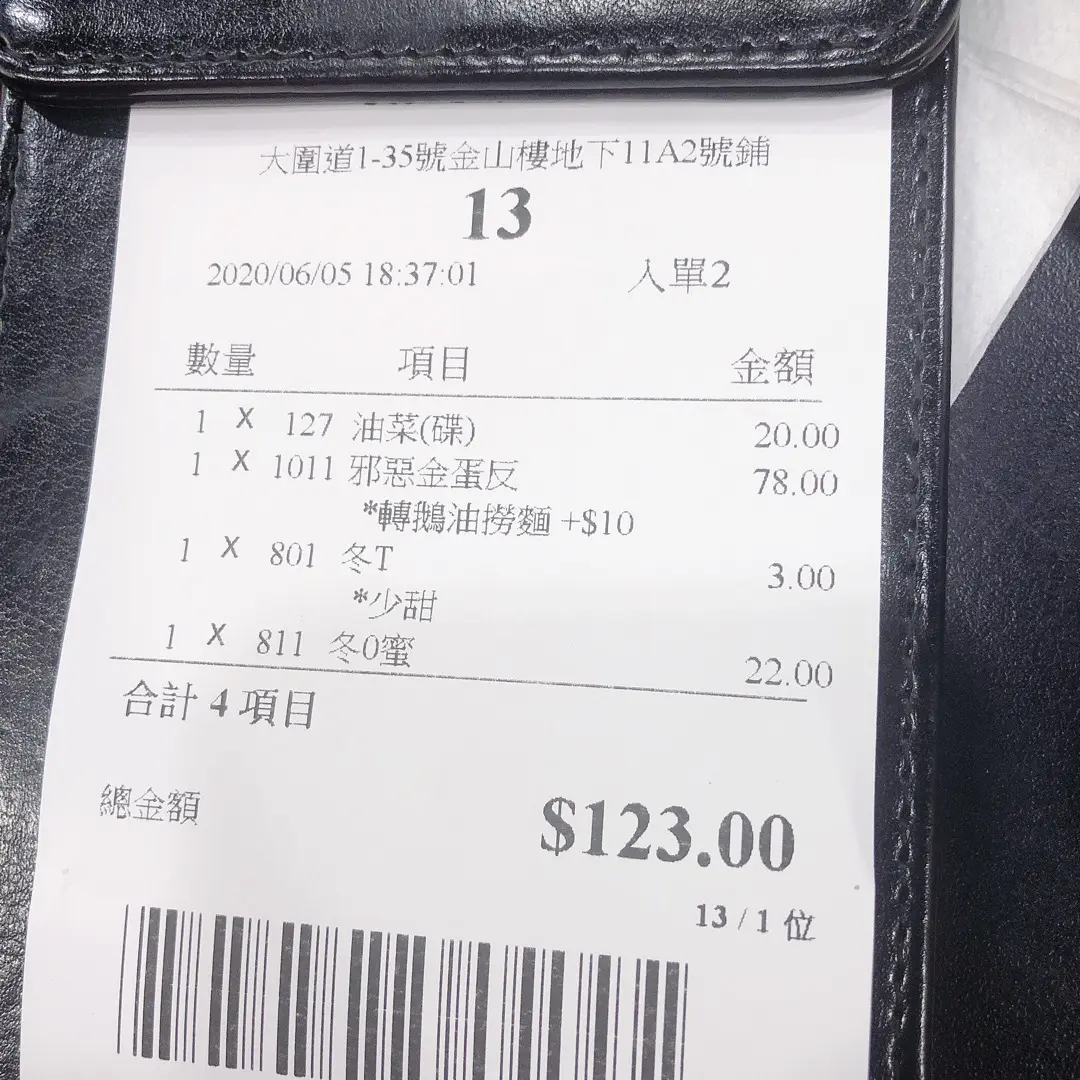 大圍道1-35號金山樓地下11A2號鋪
13
2020/06/05 18:37:01 入單2
數量 項目 金額
1 X 127 油菜(碟) 20.00
1 X 1011 邪惡金蛋反 78.00
*轉鵝油撈麵 +$10
1 X 801 冬T 3.00
*少甜
1 X 811 冬0蜜 22.00
合計 4 項目
總金額 $123.00
13 / 1 位